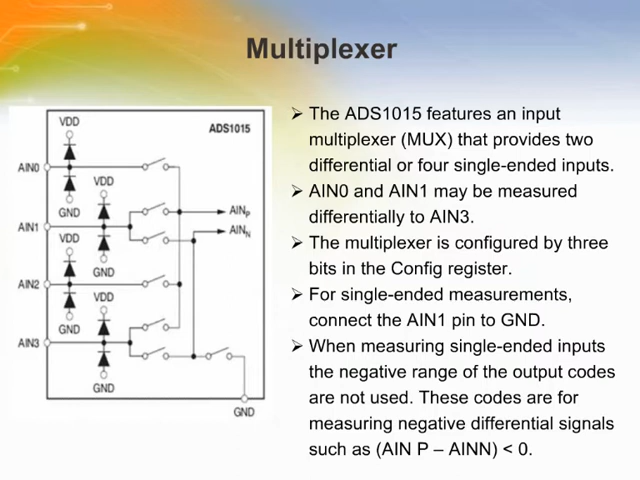 Multiplexer
VDD
ADS1015
AIN0
VDD
GND
AIN1
AINP
AINN
VDD
GND
AIN2
VDD
GND
AIN3
GND
GND
➢ The ADS1015 features an input
multiplexer (MUX) that provides two
differential or four single-ended inputs.
➢ AIN0 and AIN1 may be measured
differentially to AIN3.
➢ The multiplexer is configured by three
bits in the Config register.
➢ For single-ended measurements,
connect the AIN1 pin to GND.
➢ When measuring single-ended inputs
the negative range of the output codes
are not used. These codes are for
measuring negative differential signals
such as (AIN P – AINN) < 0.